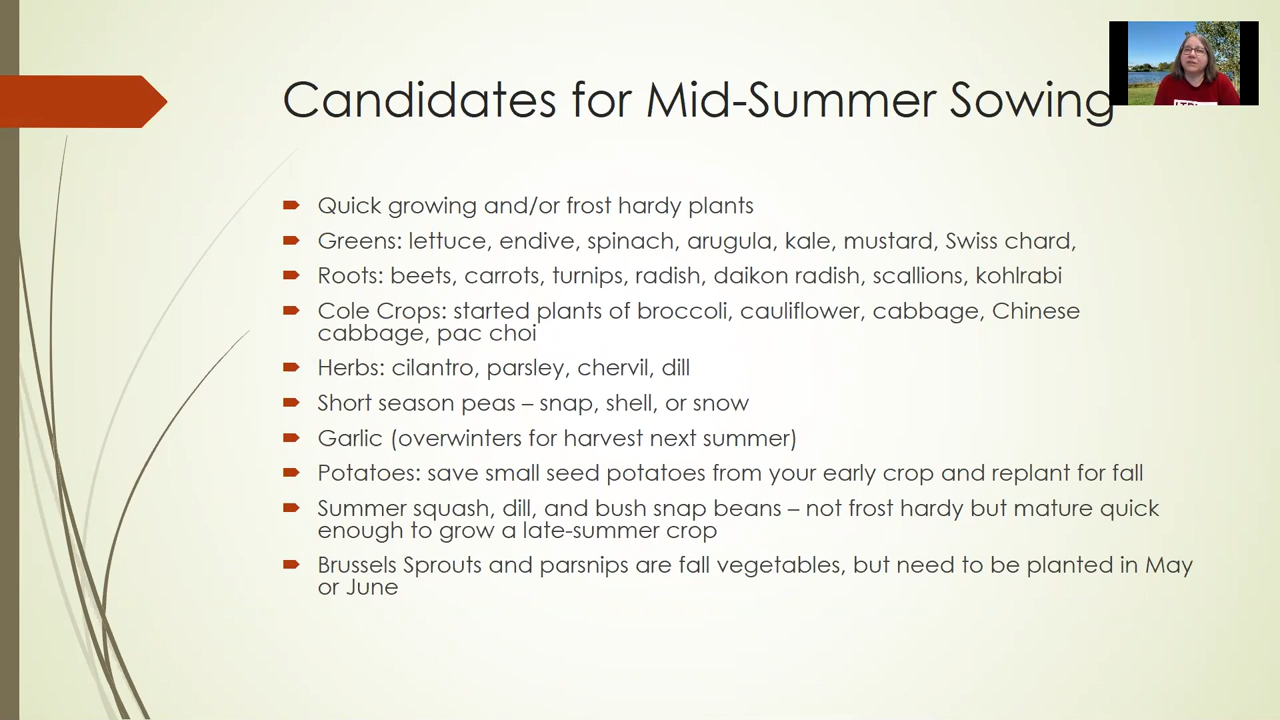 Candidates for Mid-Summer Sowing
Quick growing and/or frost hardy plants
Greens: lettuce, endive, spinach, arugula, kale, mustard, Swiss chard,
Roots: beets, carrots, turnips, radish, daikon radish, scallions, kohlrabi
Cole Crops: started plants of broccoli, cauliflower, cabbage, Chinese
cabbage, pac choi
Herbs: cilantro, parsley, chervil, dill
Short season peas – snap, shell, or snow
Garlic (overwinters for harvest next summer)
Potatoes: save small seed potatoes from your early crop and replant for fall
Summer squash, dill, and bush snap beans – not frost hardy but mature quick
enough to grow a late-summer crop
Brussels Sprouts and parsnips are fall vegetables, but need to be planted in May
or June